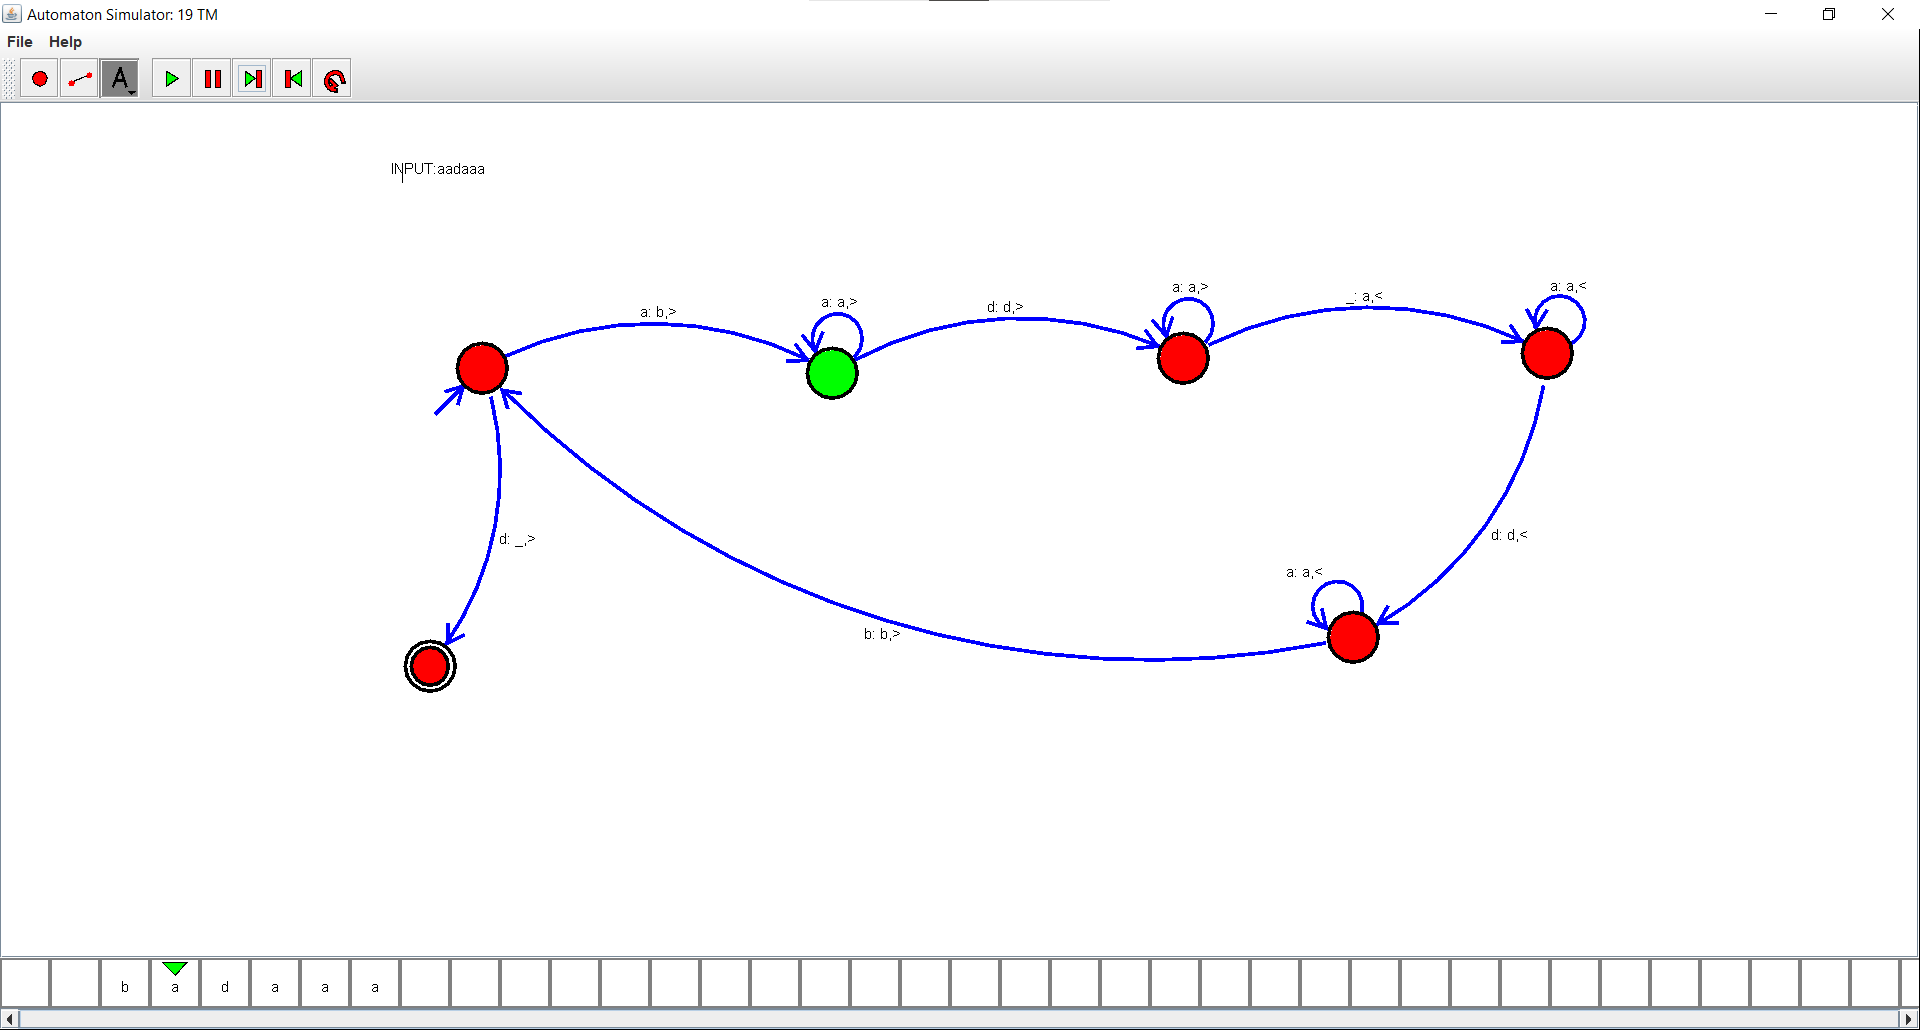 Automaton Simulator: 19 TM
File Help
A
INPUT:aadaaa
a: b,>
a: a,>
d: d,>
a: a,>
_: a,<
a: a,<
d: _,>
d: d,<
a: a,<
b: b,>
b a d a a a